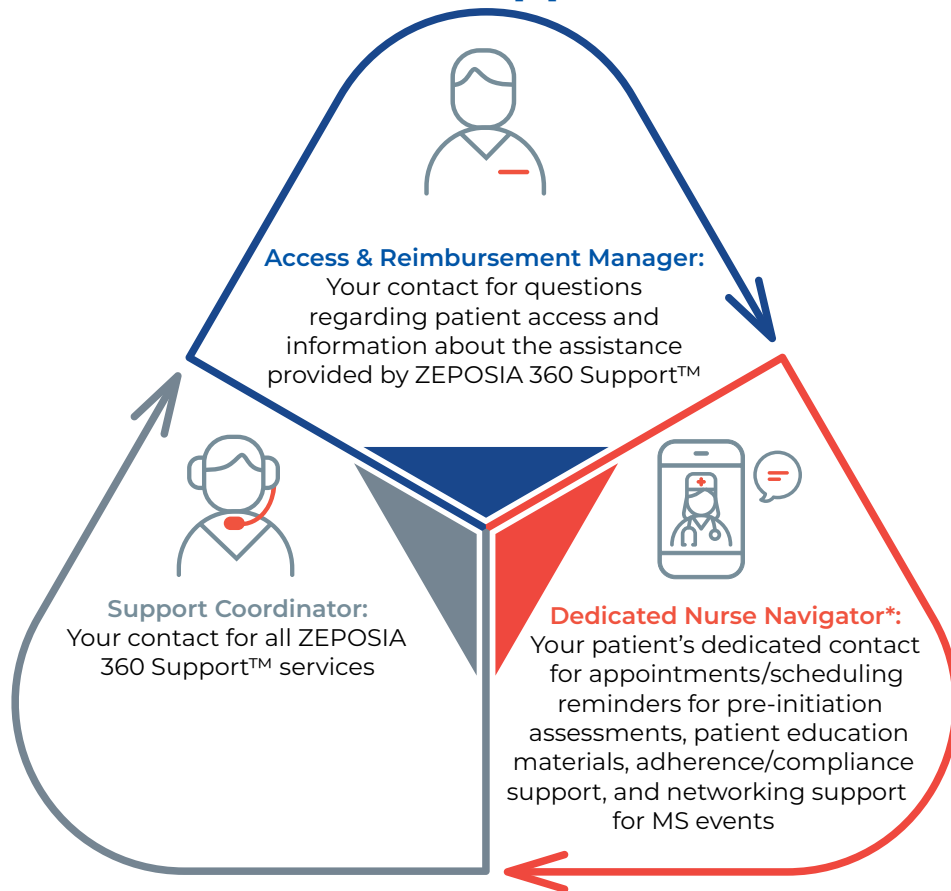 Access & Reimbursement Manager:
Your contact for questions
regarding patient access and
information about the assistance
provided by ZEPOSIA 360 Support™
Support Coordinator:
Your contact for all ZEPOSIA
360 Support™ services
Dedicated Nurse Navigator*:
Your patient’s dedicated contact
for appointments/scheduling
reminders for pre-initiation
assessments, patient education
materials, adherence/compliance
support, and networking support
for MS events